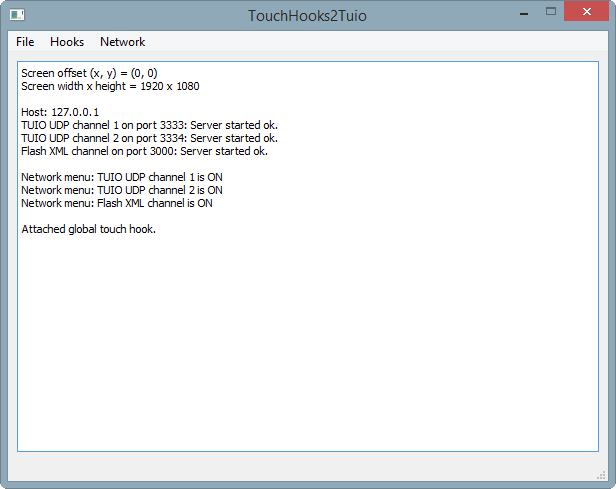 TouchHooks2Tuio
File Hooks Network
Screen offset (x, y) = (0, 0)
Screen width x height = 1920 x 1080
Host: 127.0.0.1
TUIO UDP channel 1 on port 3333: Server started ok.
TUIO UDP channel 2 on port 3334: Server started ok.
Flash XML channel on port 3000: Server started ok.
Network menu: TUIO UDP channel 1 is ON
Network menu: TUIO UDP channel 2 is ON
Network menu: Flash XML channel is ON
Attached global touch hook.